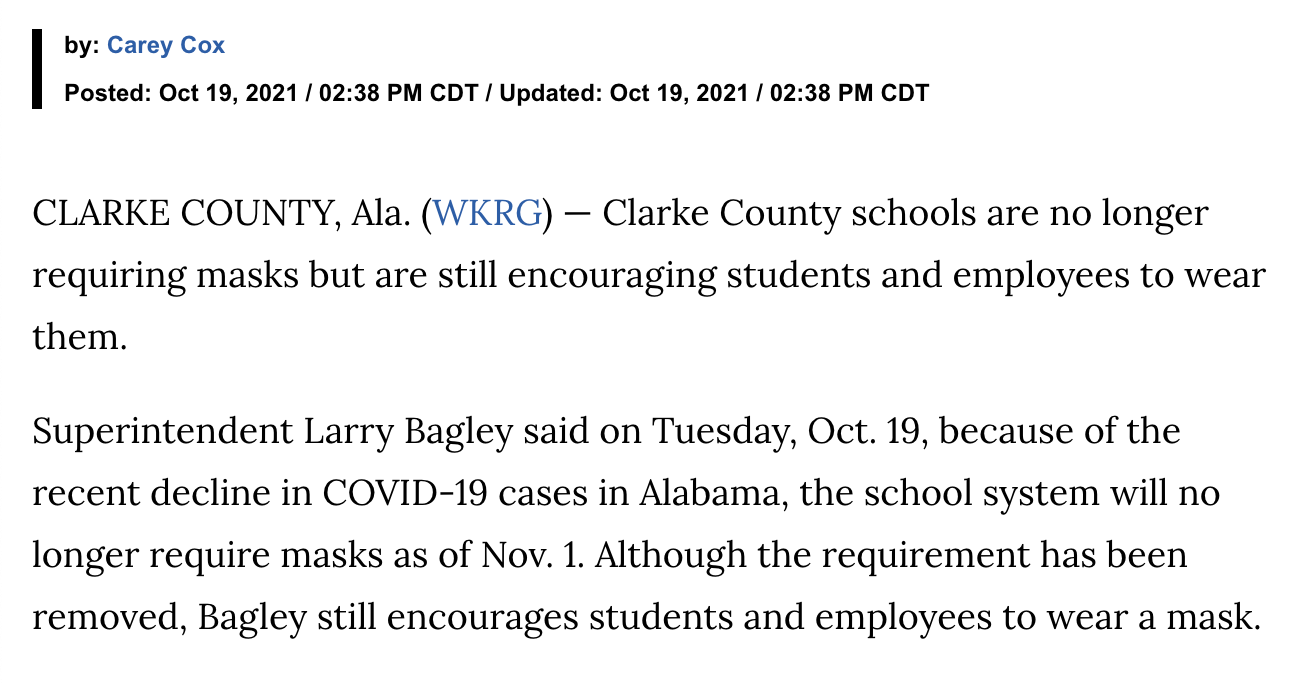 by: Carey Cox
Posted: Oct 19, 2021 / 02:38 PM CDT / Updated: Oct 19, 2021 / 02:38 PM CDT
CLARKE COUNTY, Ala. (WKRG) — Clarke County schools are no longer
requiring masks but are still encouraging students and employees to wear
them.
Superintendent Larry Bagley said on Tuesday, Oct. 19, because of the
recent decline in COVID-19 cases in Alabama, the school system will no
longer require masks as of Nov. 1. Although the requirement has been
removed, Bagley still encourages students and employees to wear a mask.